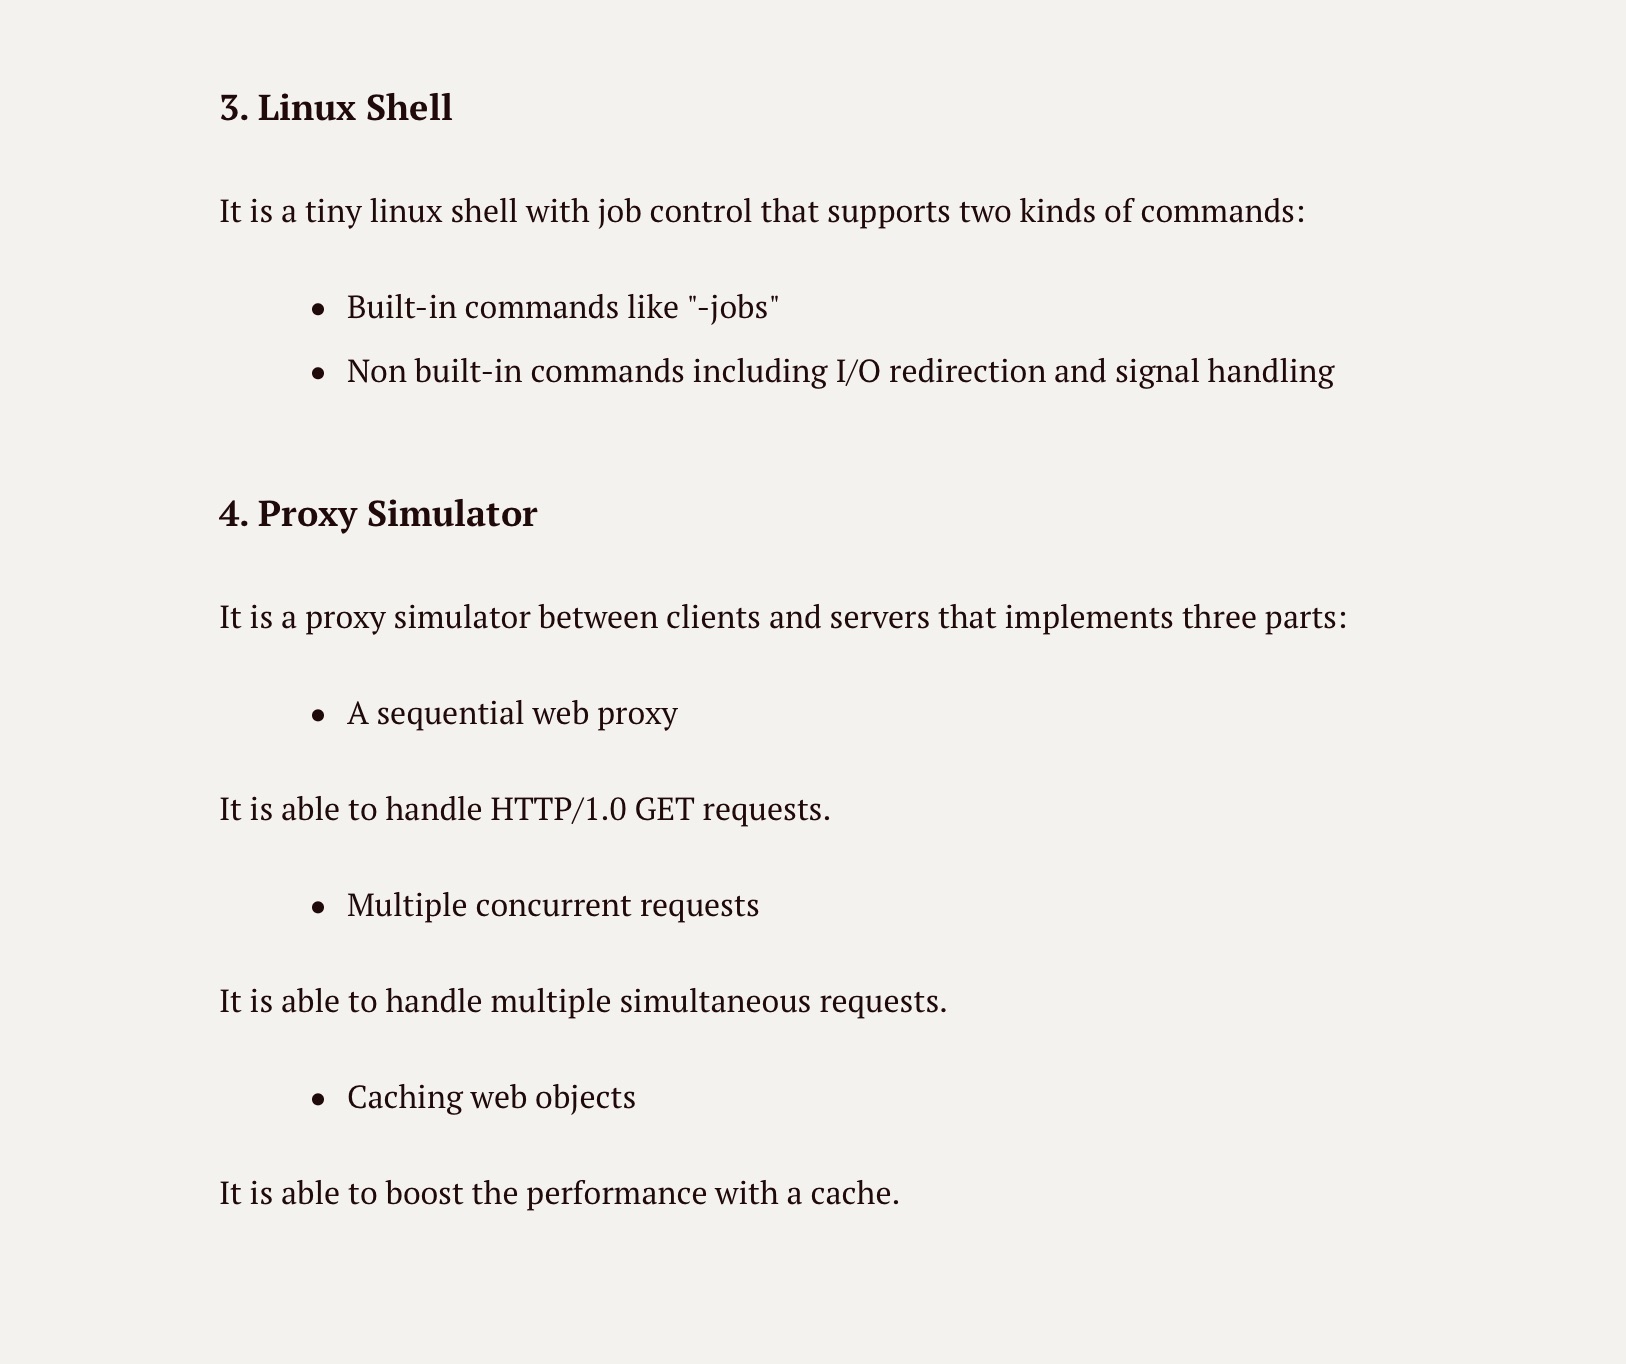 3. Linux Shell
It is a tiny linux shell with job control that supports two kinds of commands:
• Built-in commands like "-jobs"
• Non built-in commands including I/O redirection and signal handling
4. Proxy Simulator
It is a proxy simulator between clients and servers that implements three parts:
• A sequential web proxy
It is able to handle HTTP/1.0 GET requests.
• Multiple concurrent requests
It is able to handle multiple simultaneous requests.
• Caching web objects
It is able to boost the performance with a cache.